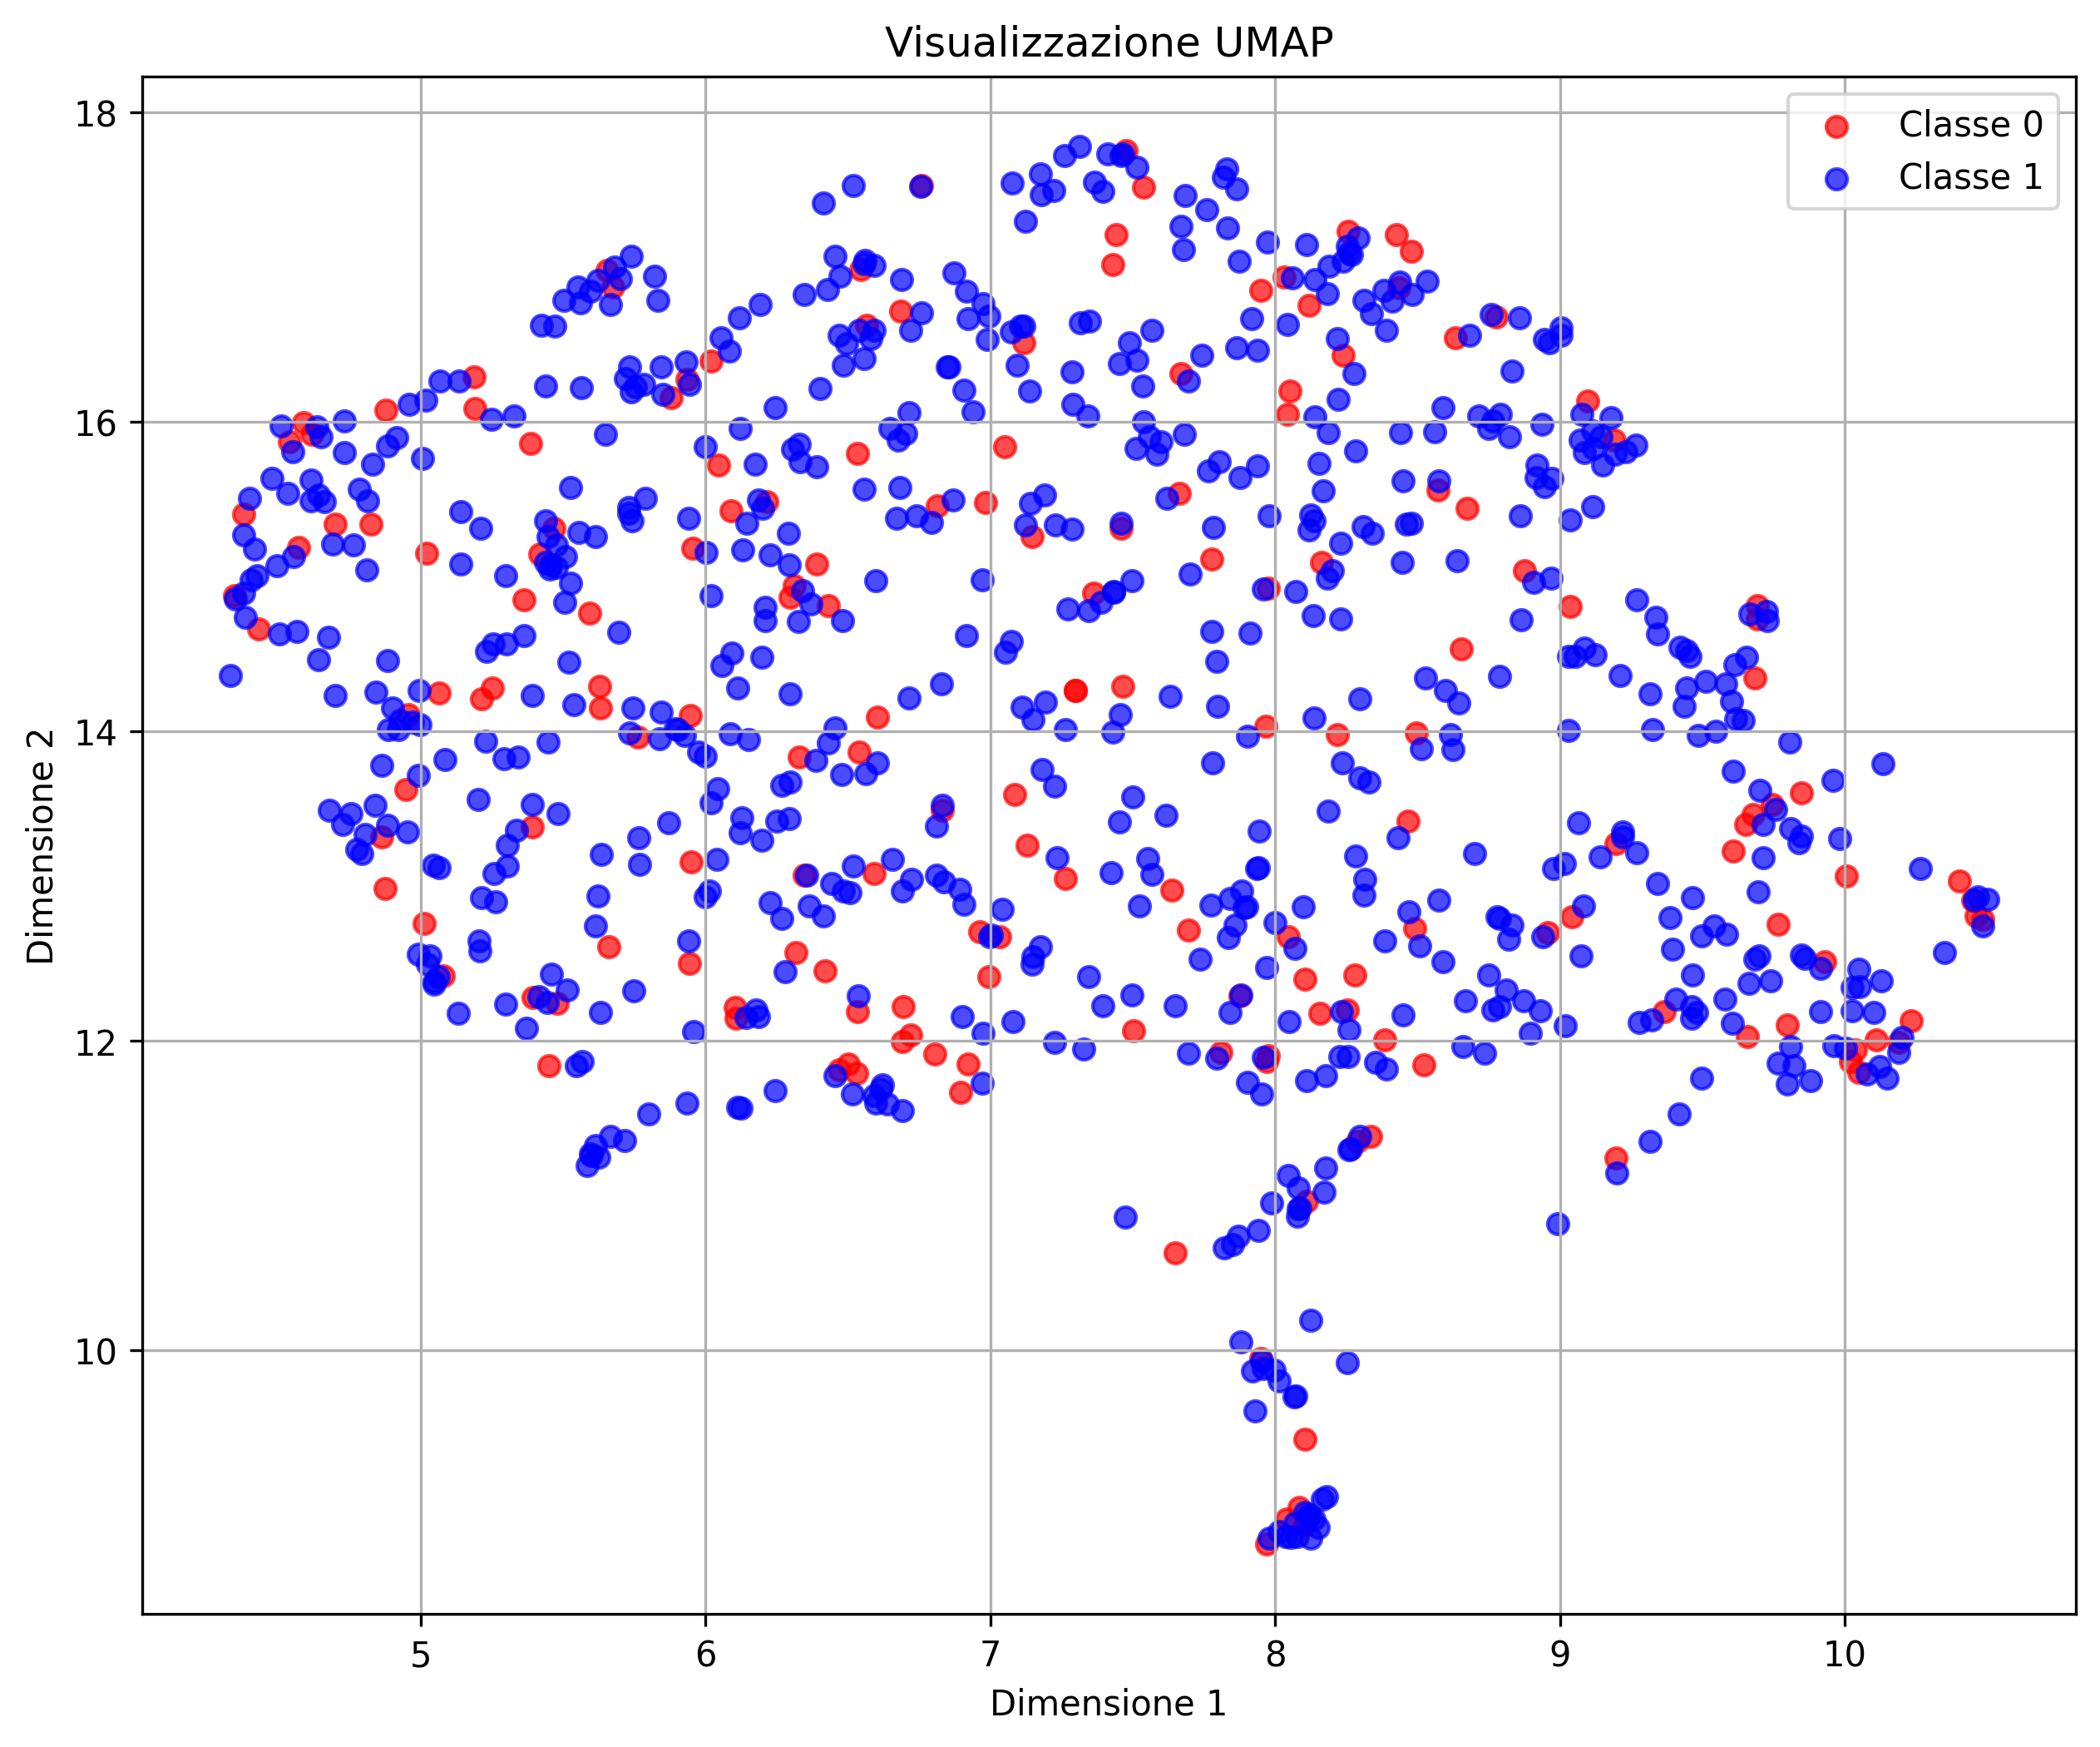 Visualizzazione UMAP
Classe 0
Classe 1
Dimensione 2
18
16
14
12
10
5 6 7 8 9 10
Dimensione 1